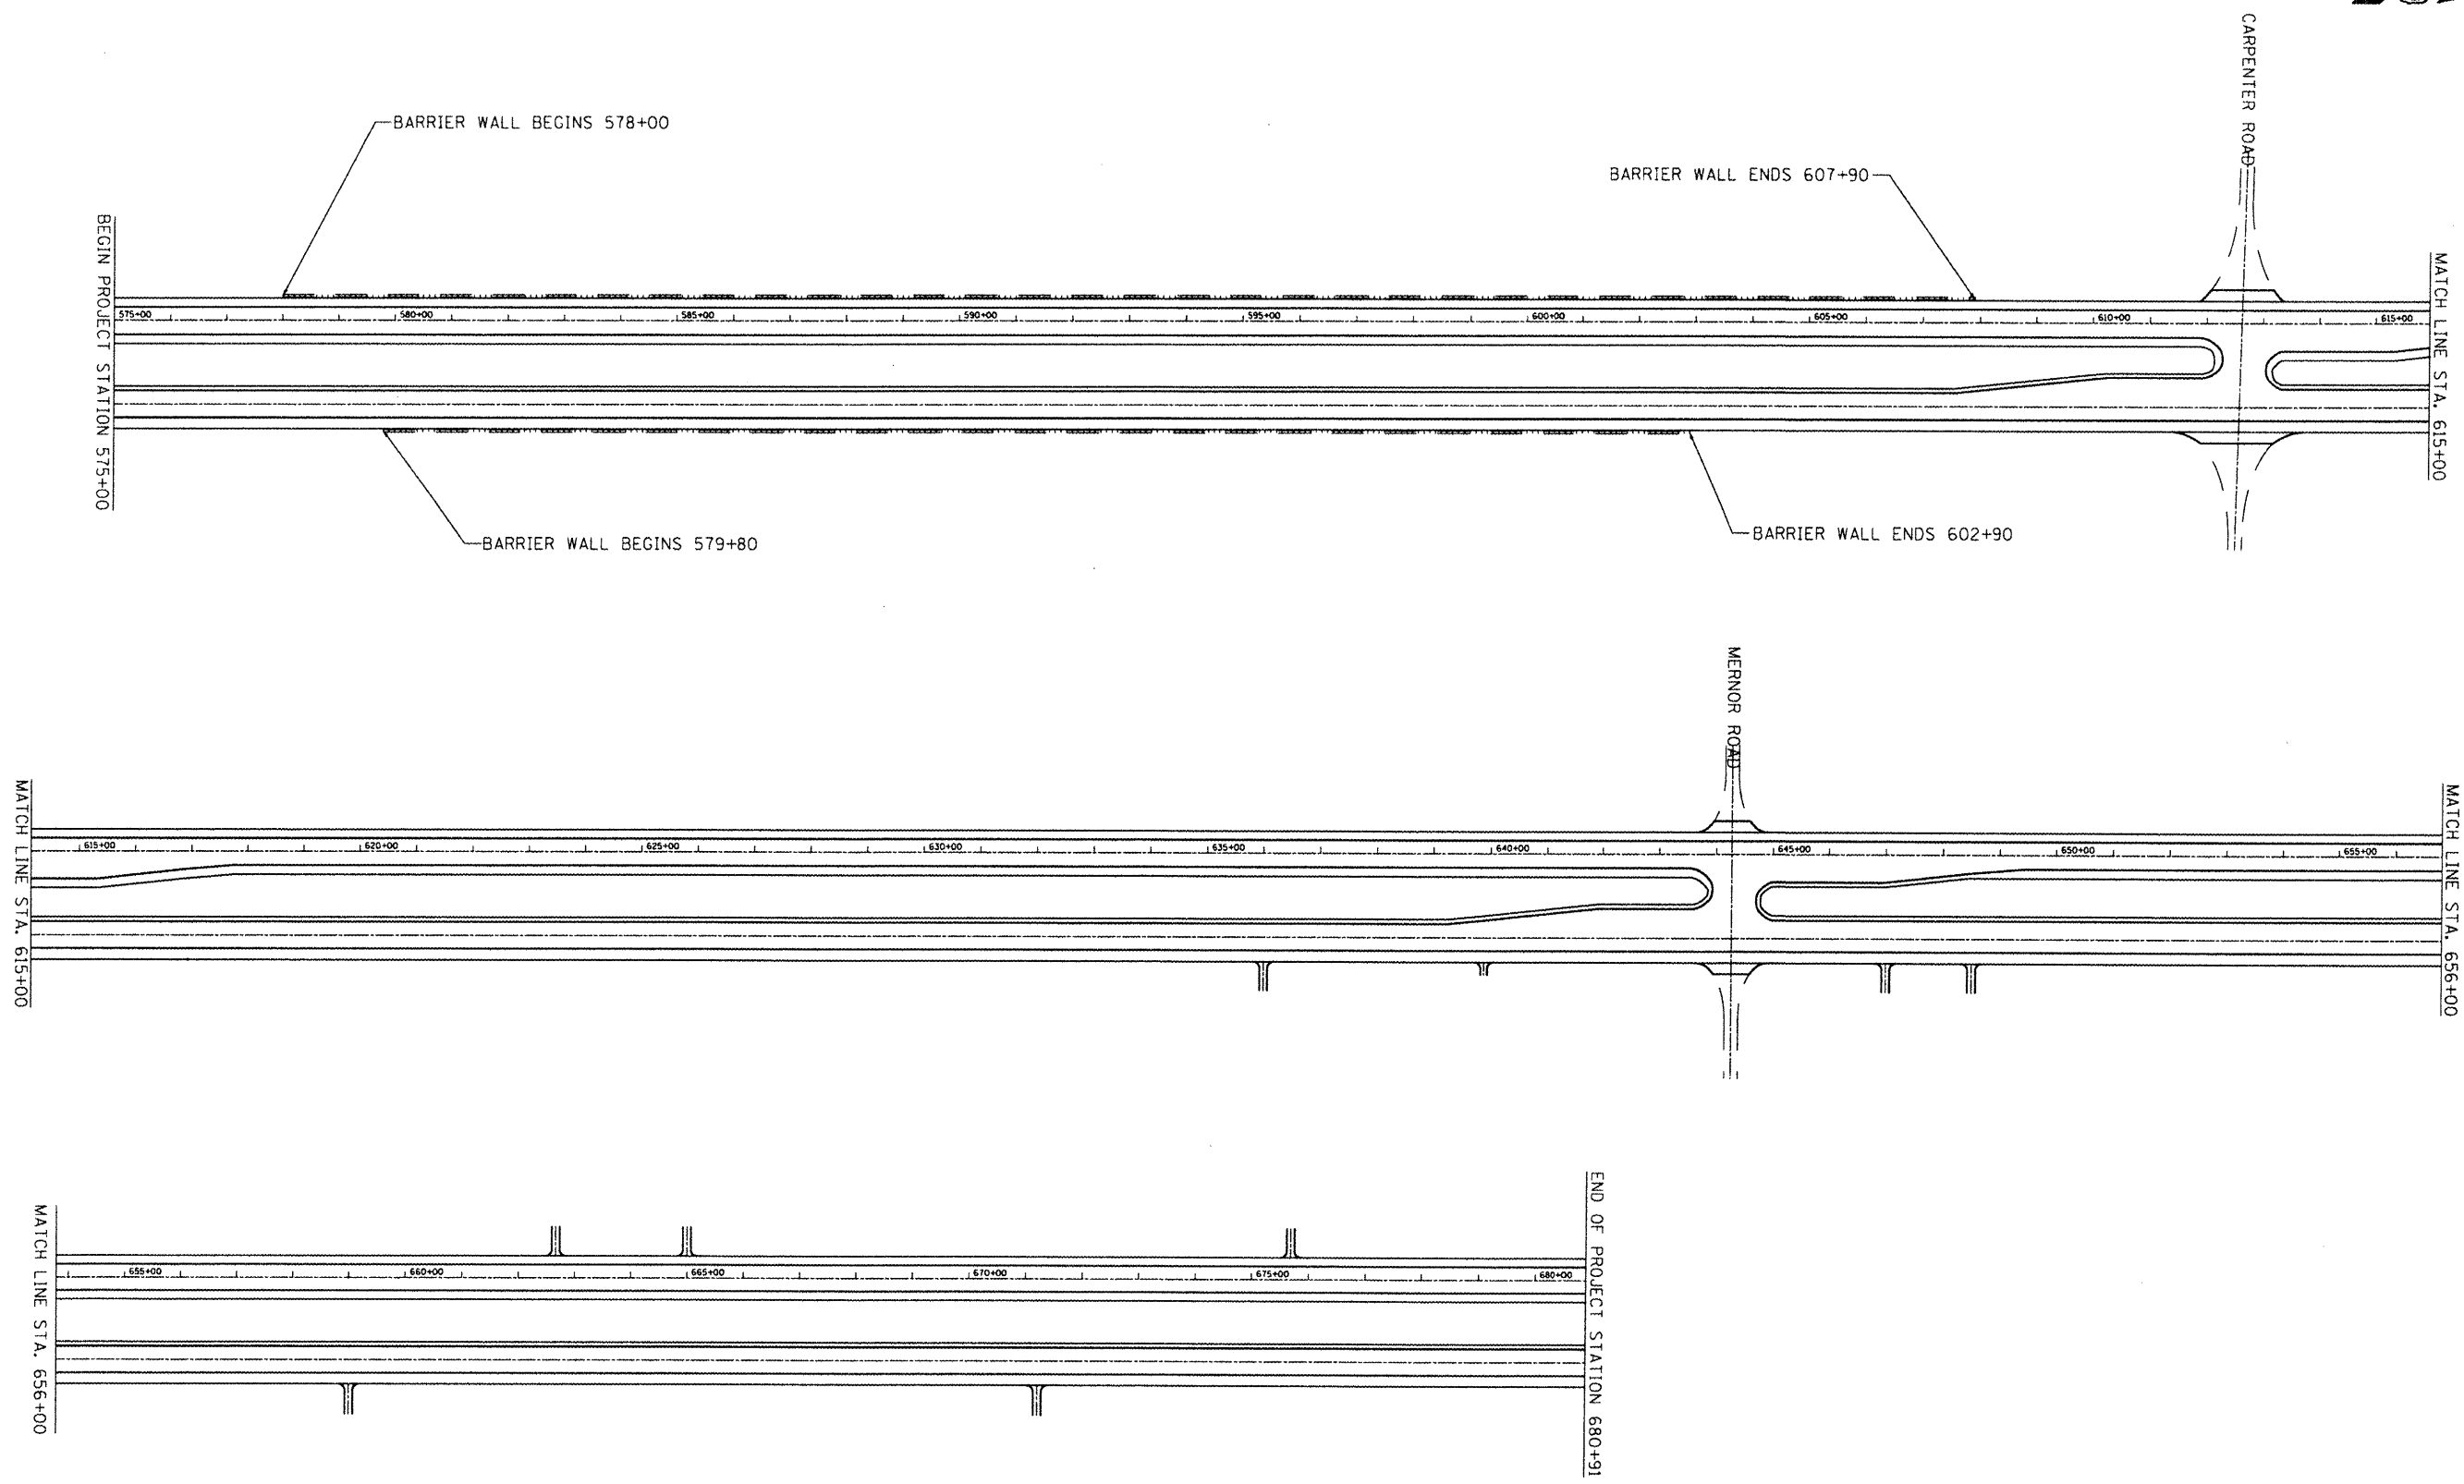 CARPENTER ROAD
BARRIER WALL BEGINS 578+00
BARRIER WALL ENDS 607+90
BEGIN PROJECT STATION 575+00
575+00 580+00 585+00 590+00 595+00 600+00 605+00 610+00 615+00
MATCH LINE STA. 615+00
BARRIER WALL BEGINS 579+80
BARRIER WALL ENDS 602+90
MERNOR ROAD
MATCH LINE STA. 615+00
615+00 620+00 625+00 630+00 635+00 640+00 645+00 650+00 655+00
MATCH LINE STA. 656+00
MATCH LINE STA. 656+00
655+00 660+00 665+00 670+00 675+00 680+00
END OF PROJECT STATION 680+91